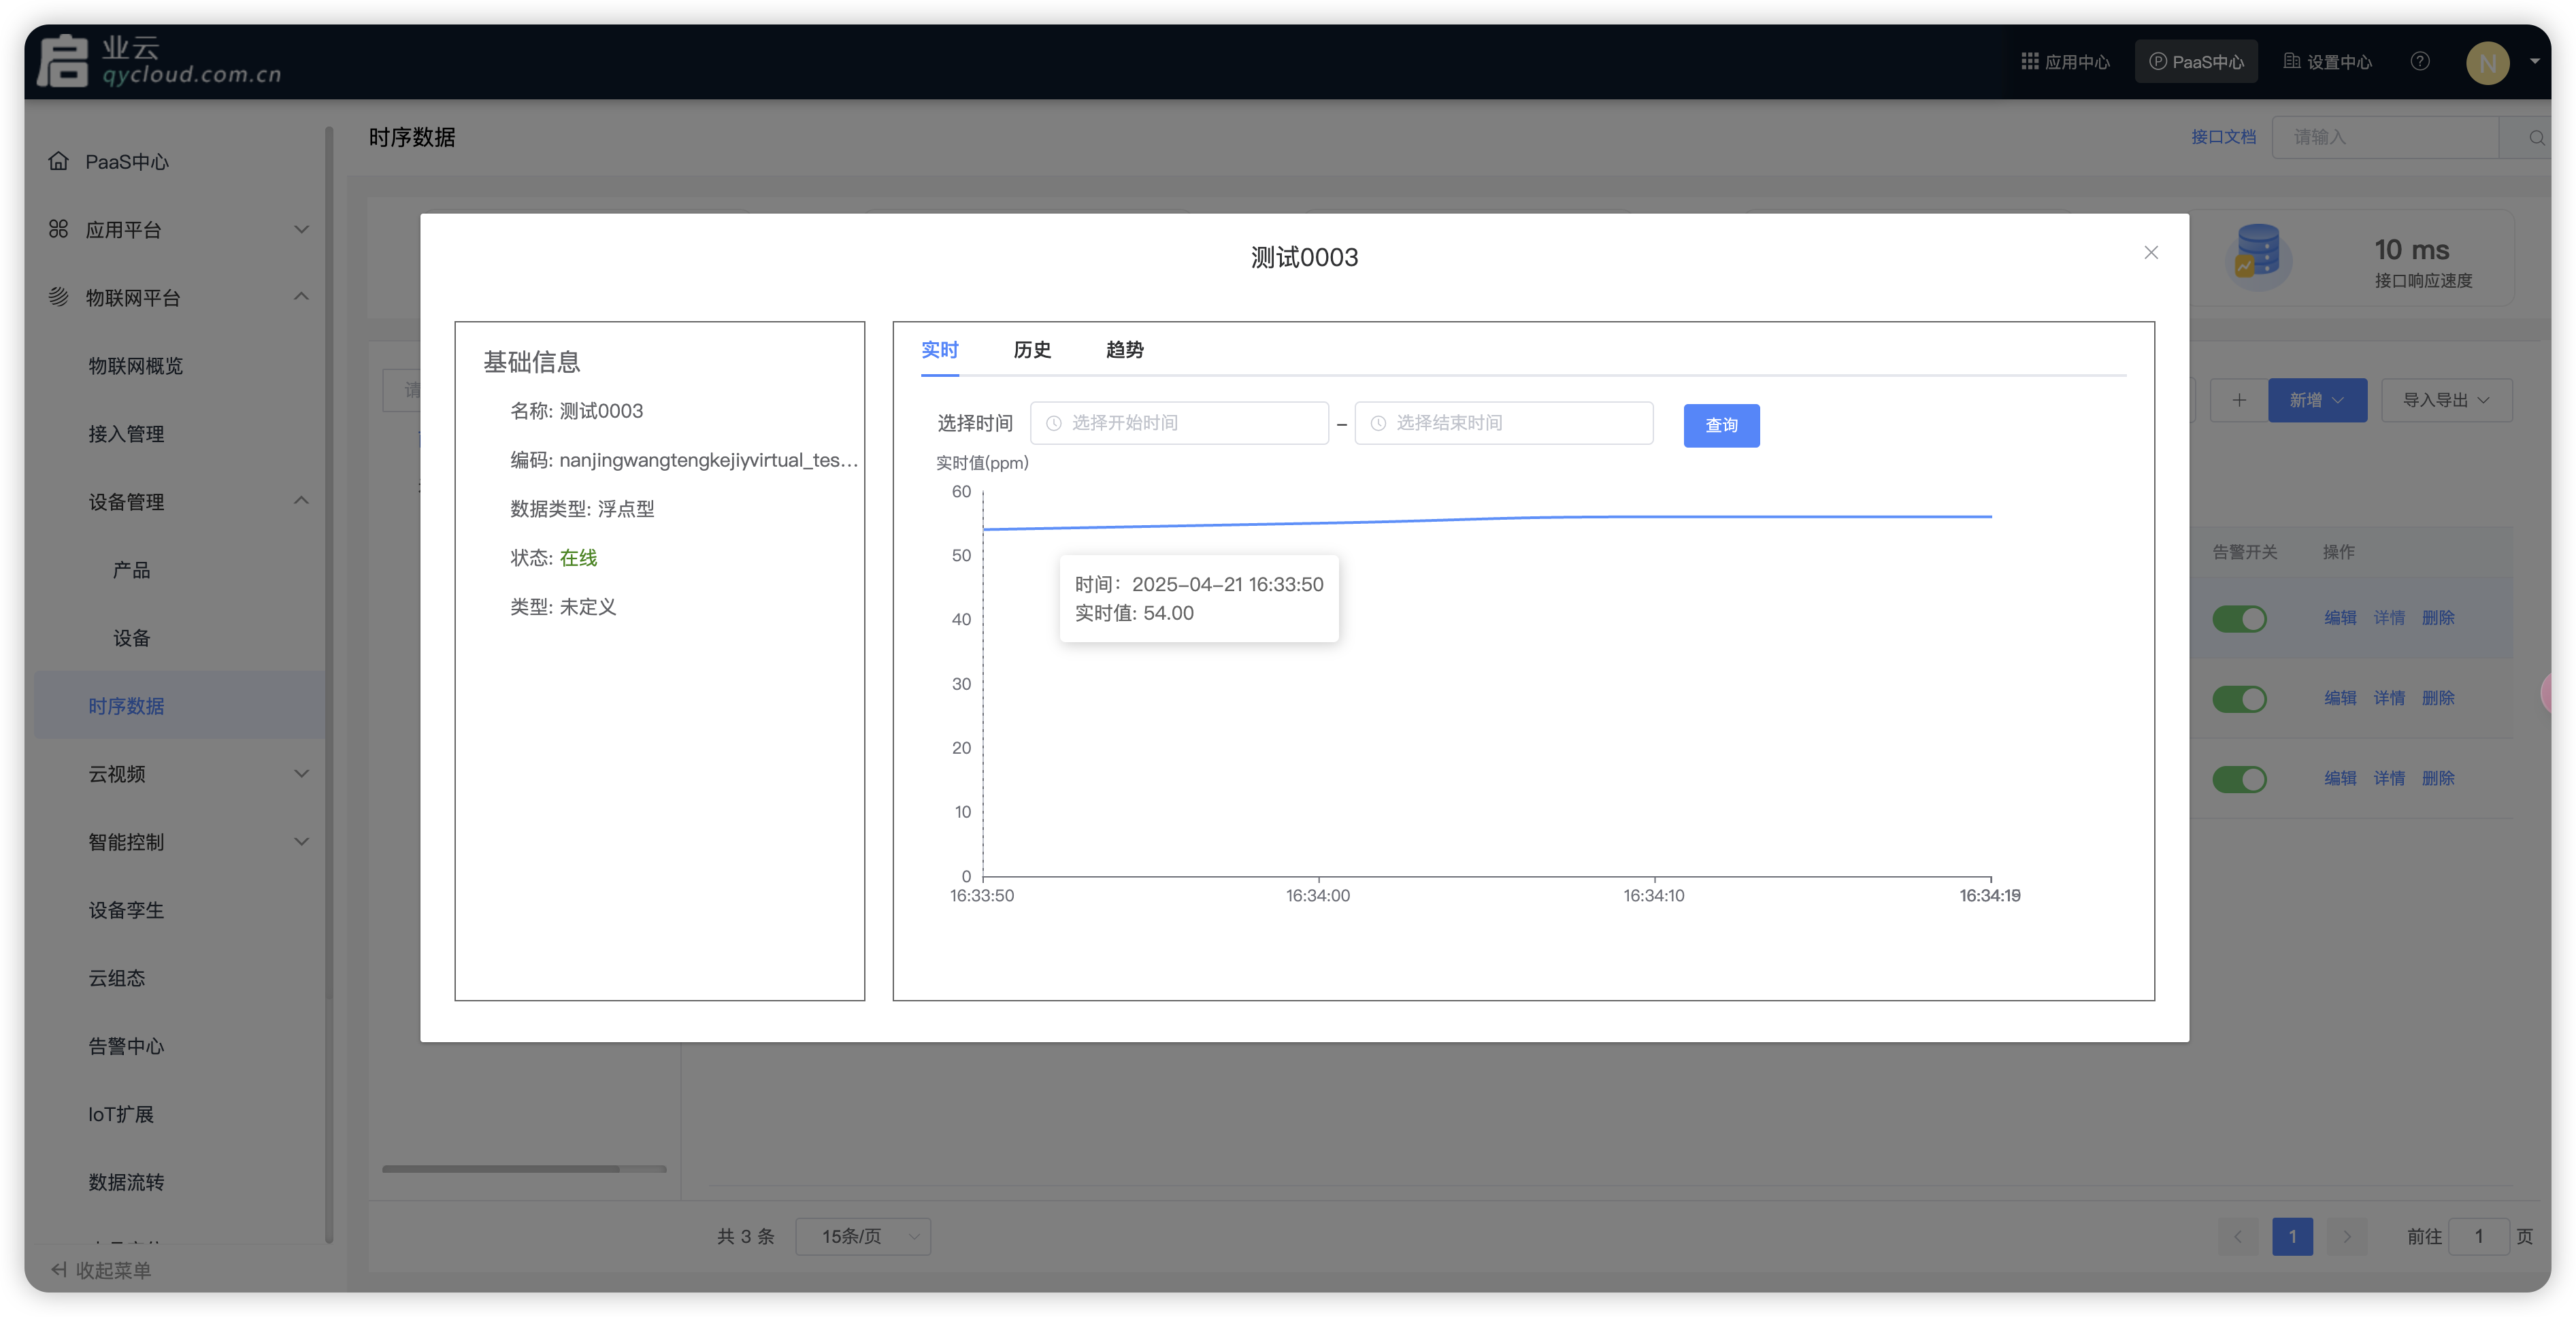 启 业云
qycloud.com.cn
应用中心
PaaS中心
设置中心
N
PaaS中心
应用平台
物联网平台
物联网概览
接入管理
设备管理
产品
设备
时序数据
云视频
智能控制
设备孪生
云组态
告警中心
IoT扩展
数据流转
收起菜单
时序数据
接口文档
请输入
10 ms
接口响应速度
新增
导入导出
告警开关 操作
编辑 详情 删除
编辑 详情 删除
编辑 详情 删除
测试0003
基础信息
名称: 测试0003
编码: nanjingwangtengkejiyvirtual_tes...
数据类型: 浮点型
状态: 在线
类型: 未定义
实时 历史 趋势
选择时间 选择开始时间 – 选择结束时间 查询
实时值(ppm)
60
50
40
30
20
10
0
时间：2025-04-21 16:33:50
实时值: 54.00
16:33:50 16:34:00 16:34:10
共 3 条 15条/页
1
前往 1 页